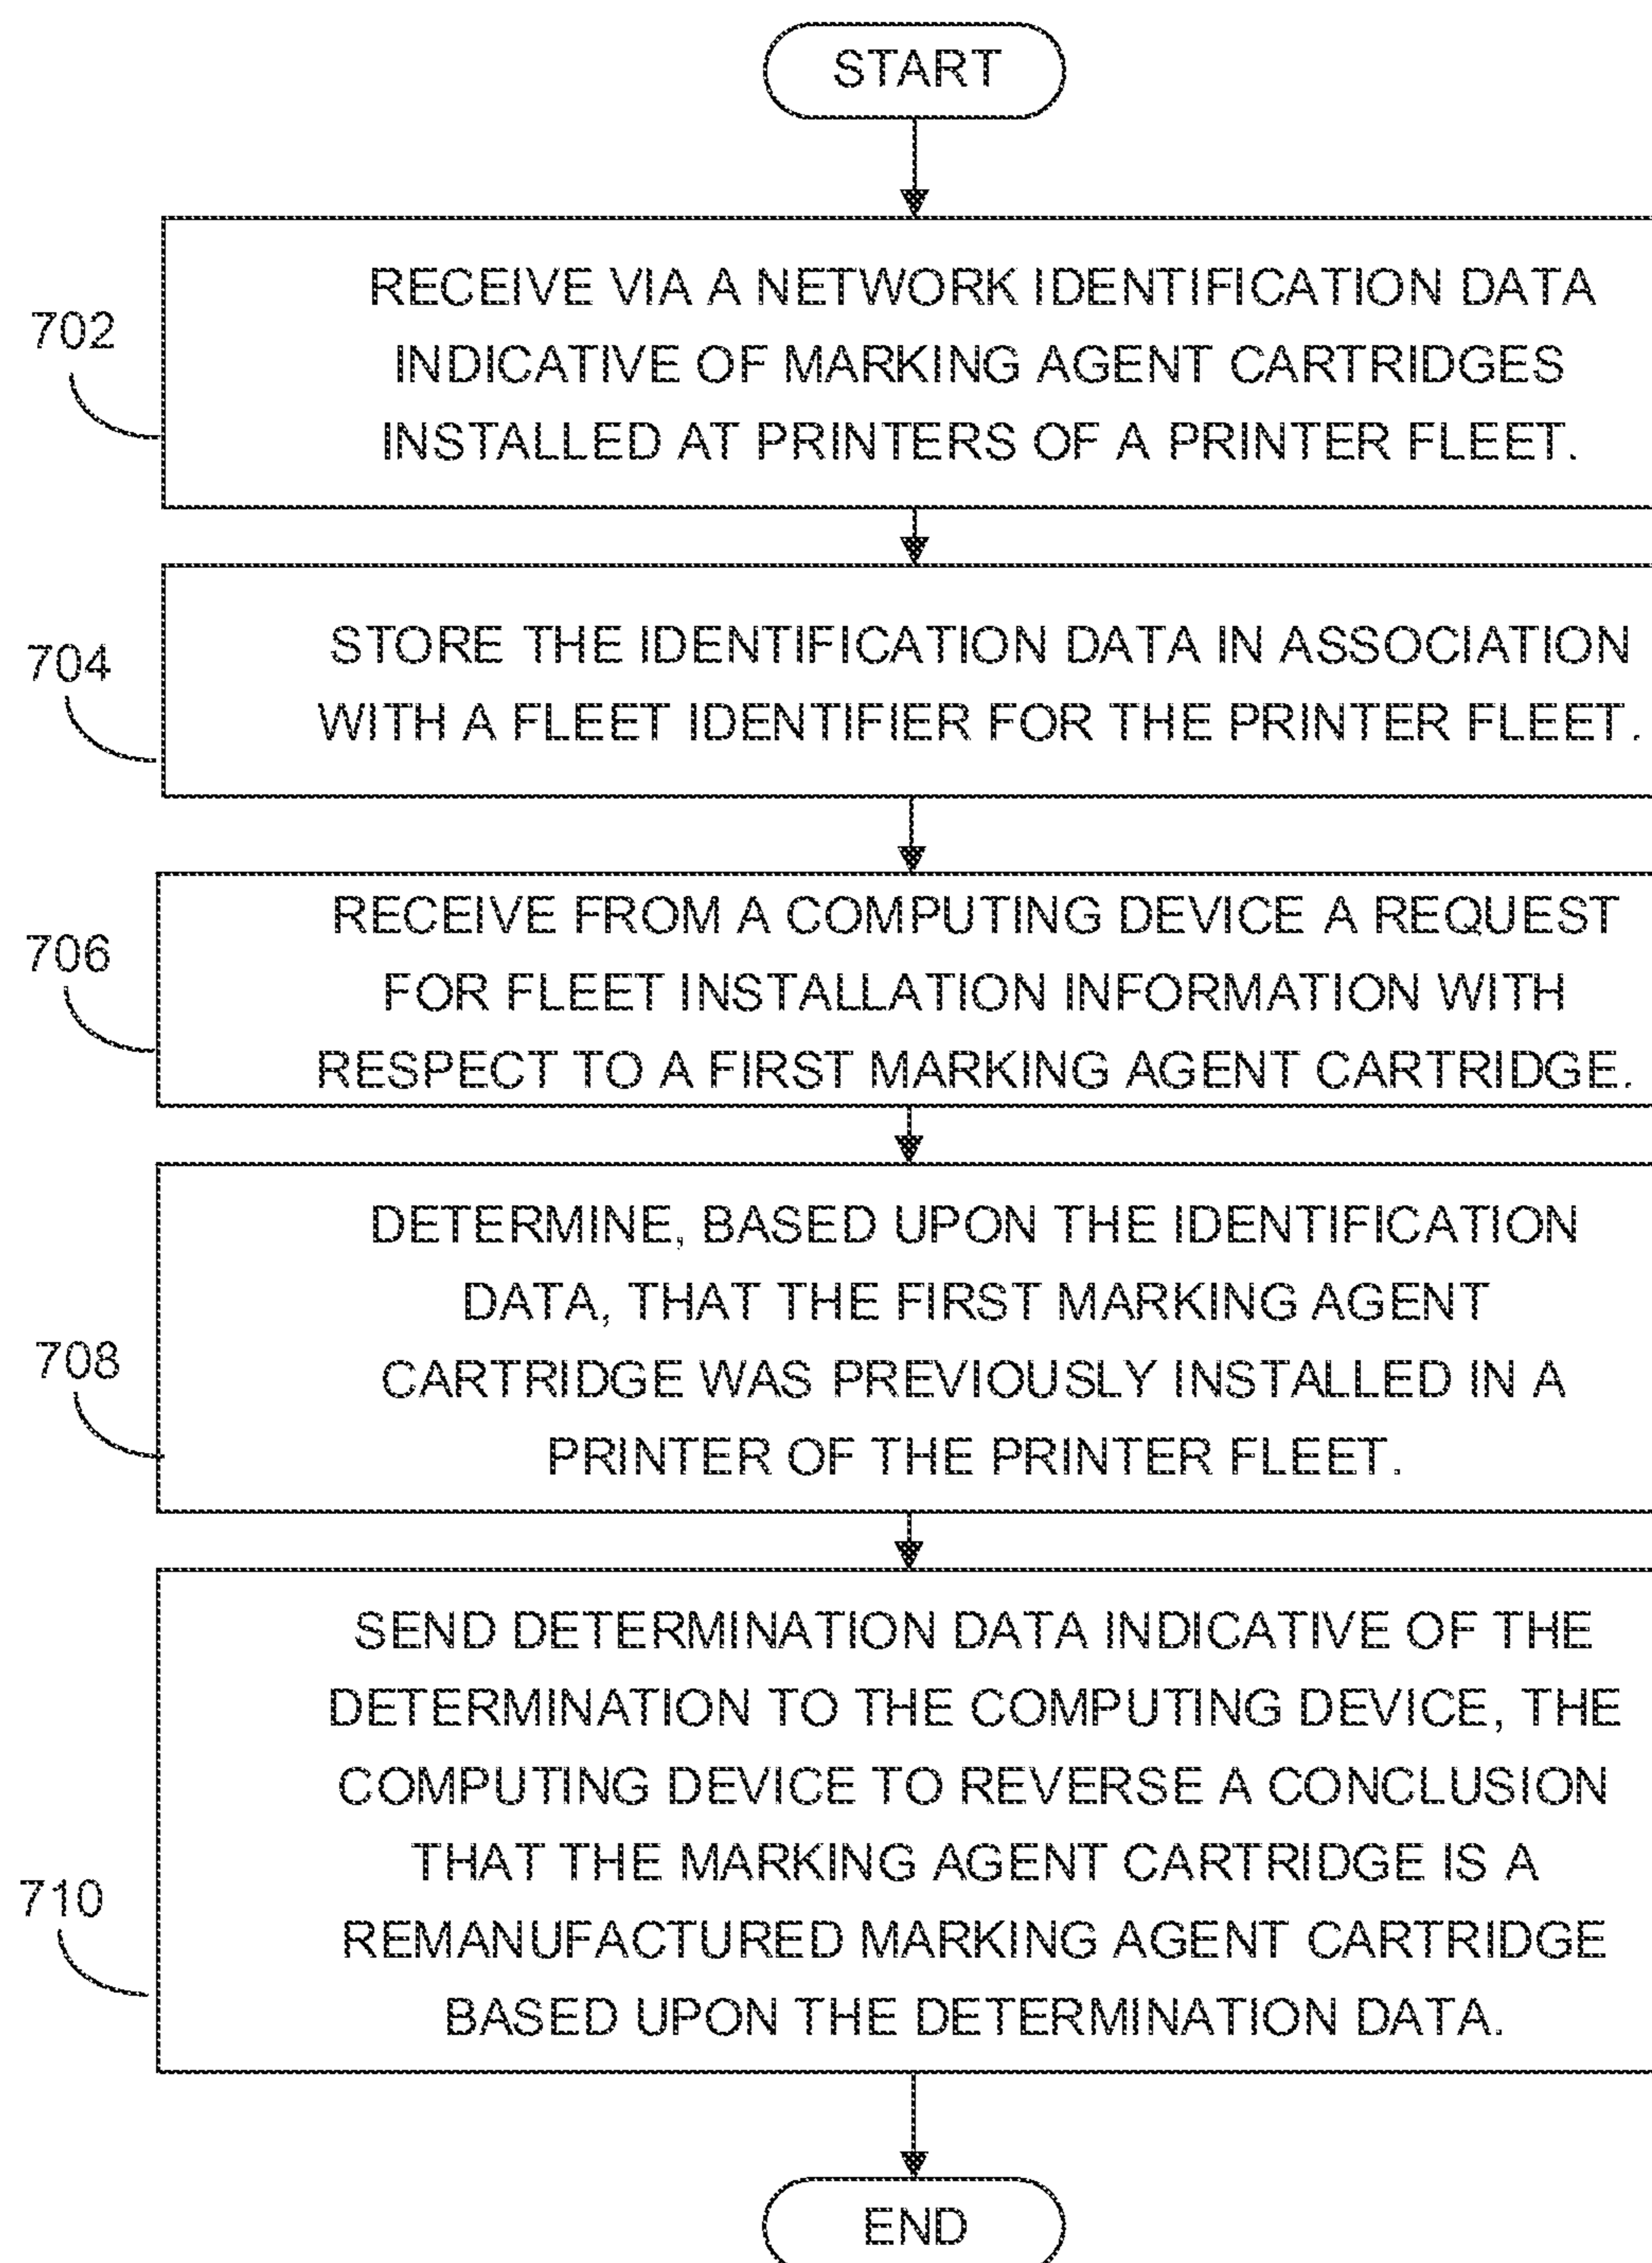 START
RECEIVE VIA A NETWORK IDENTIFICATION DATA
INDICATIVE OF MARKING AGENT CARTRIDGES
INSTALLED AT PRINTERS OF A PRINTER FLEET.
702
STORE THE IDENTIFICATION DATA IN ASSOCIATION
WITH A FLEET IDENTIFIER FOR THE PRINTER FLEET.
704
RECEIVE FROM A COMPUTING DEVICE A REQUEST
FOR FLEET INSTALLATION INFORMATION WITH
RESPECT TO A FIRST MARKING AGENT CARTRIDGE.
706
DETERMINE, BASED UPON THE IDENTIFICATION
DATA, THAT THE FIRST MARKING AGENT
CARTRIDGE WAS PREVIOUSLY INSTALLED IN A
PRINTER OF THE PRINTER FLEET.
708
SEND DETERMINATION DATA INDICATIVE OF THE
DETERMINATION TO THE COMPUTING DEVICE, THE
COMPUTING DEVICE TO REVERSE A CONCLUSION
THAT THE MARKING AGENT CARTRIDGE IS A
REMANUFACTURED MARKING AGENT CARTRIDGE
BASED UPON THE DETERMINATION DATA.
710
END